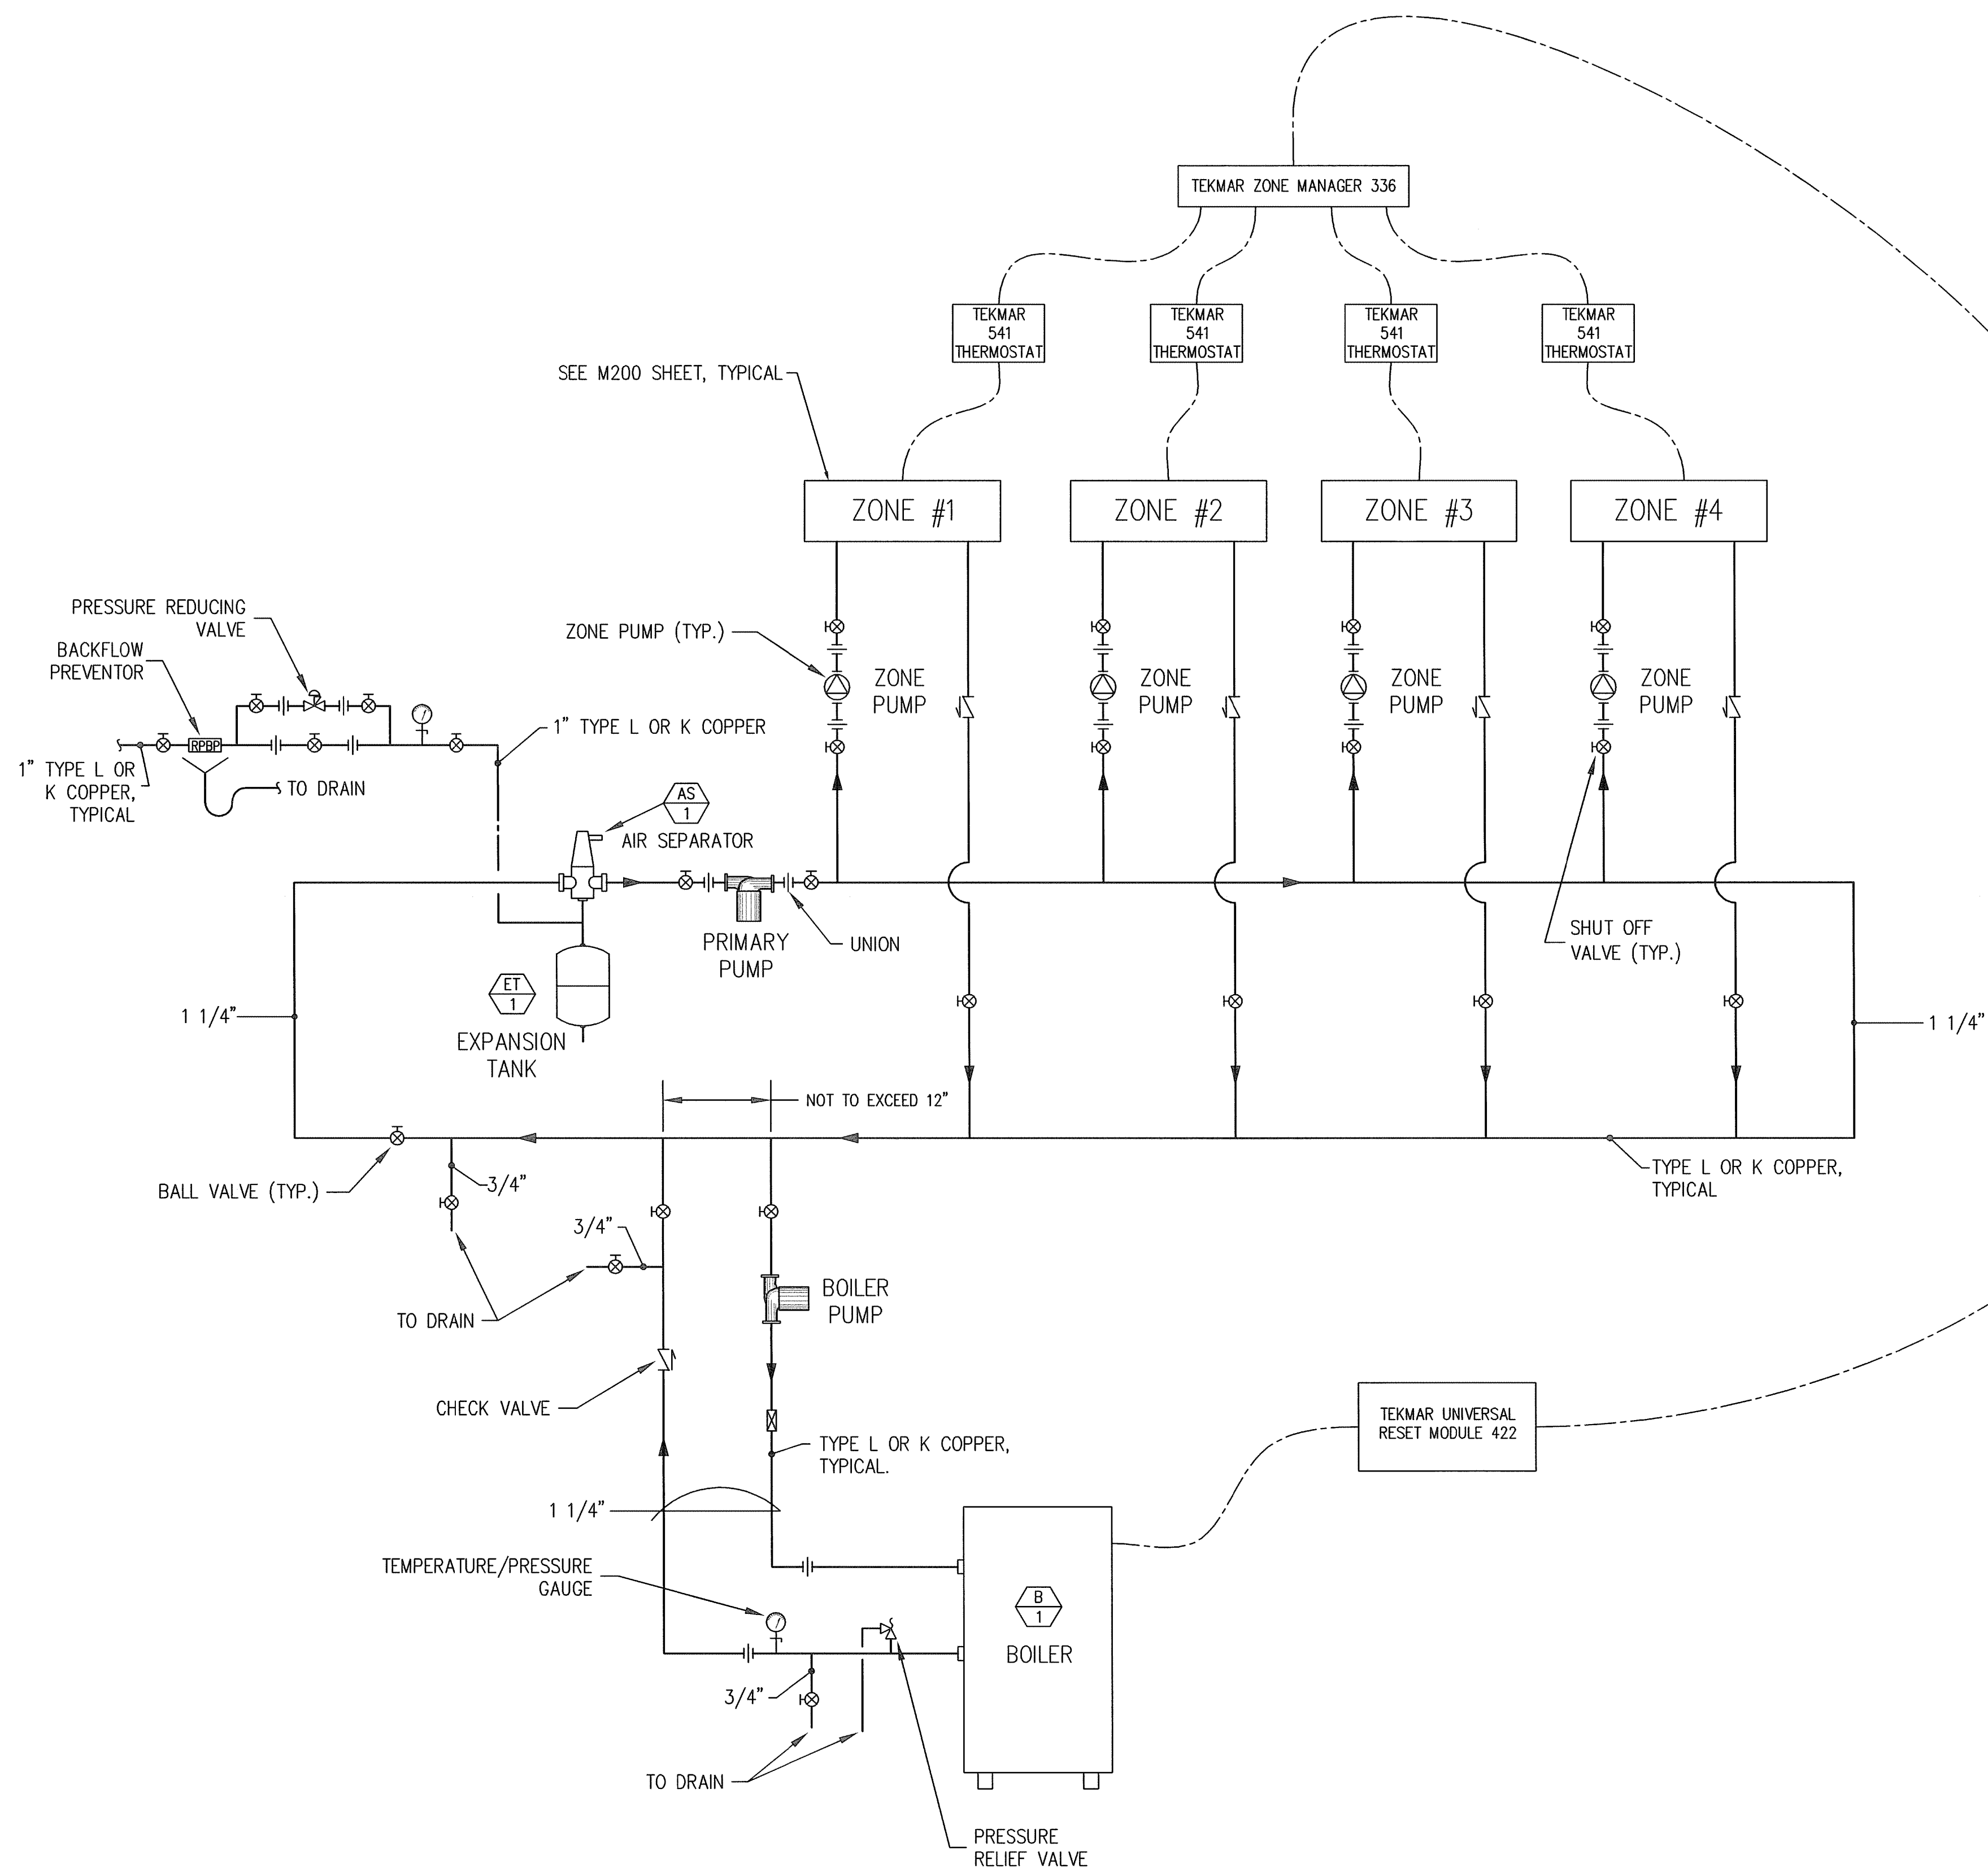 TEKMAR ZONE MANAGER 336
TEKMAR
541
THERMOSTAT
TEKMAR
541
THERMOSTAT
TEKMAR
541
THERMOSTAT
TEKMAR
541
THERMOSTAT
SEE M200 SHEET, TYPICAL
ZONE #1
ZONE #2
ZONE #3
ZONE #4
PRESSURE REDUCING
VALVE
BACKFLOW
PREVENTOR
ZONE PUMP (TYP.)
ZONE
PUMP
ZONE
PUMP
ZONE
PUMP
ZONE
PUMP
RPBP
1" TYPE L OR K COPPER
1" TYPE L OR
K COPPER,
TYPICAL
TO DRAIN
AS
1
AIR SEPARATOR
PRIMARY
PUMP
UNION
SHUT OFF
VALVE (TYP.)
ET
1
EXPANSION
TANK
1 1/4"
1 1/4"
NOT TO EXCEED 12"
BALL VALVE (TYP.)
3/4"
TYPE L OR K COPPER,
TYPICAL
3/4"
TO DRAIN
BOILER
PUMP
CHECK VALVE
TEKMAR UNIVERSAL
RESET MODULE 422
TYPE L OR K COPPER,
TYPICAL.
1 1/4"
TEMPERATURE/PRESSURE
GAUGE
B
1
BOILER
3/4"
TO DRAIN
PRESSURE
RELIEF VALVE